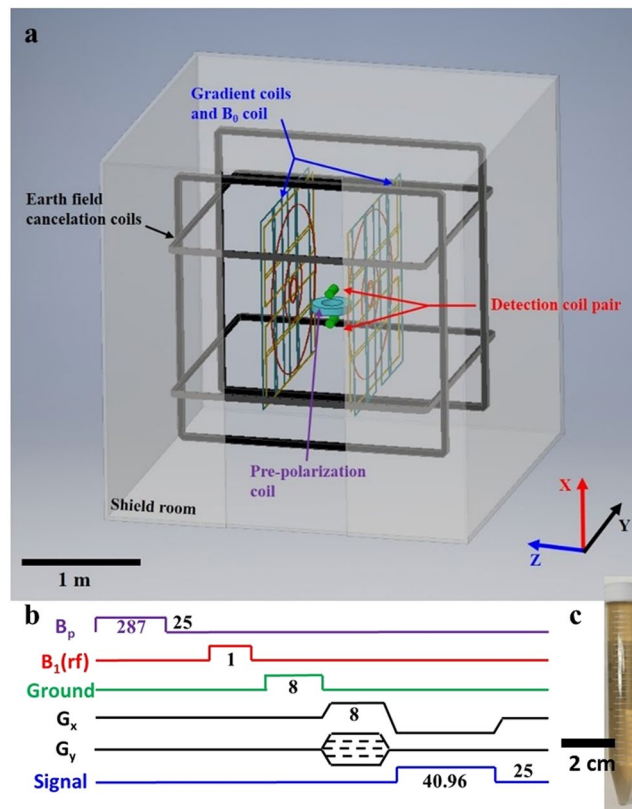 a
Gradient coils
and B₀ coil
Earth field
cancelation coils
Detection coil pair
Pre-polarization
coil
Shield room
X
Y
Z
1 m
b
c
Bₚ 287 25
B₁(rf) 1
Ground 8
Gₓ 8
Gᵧ
2 cm
Signal 40.96 25